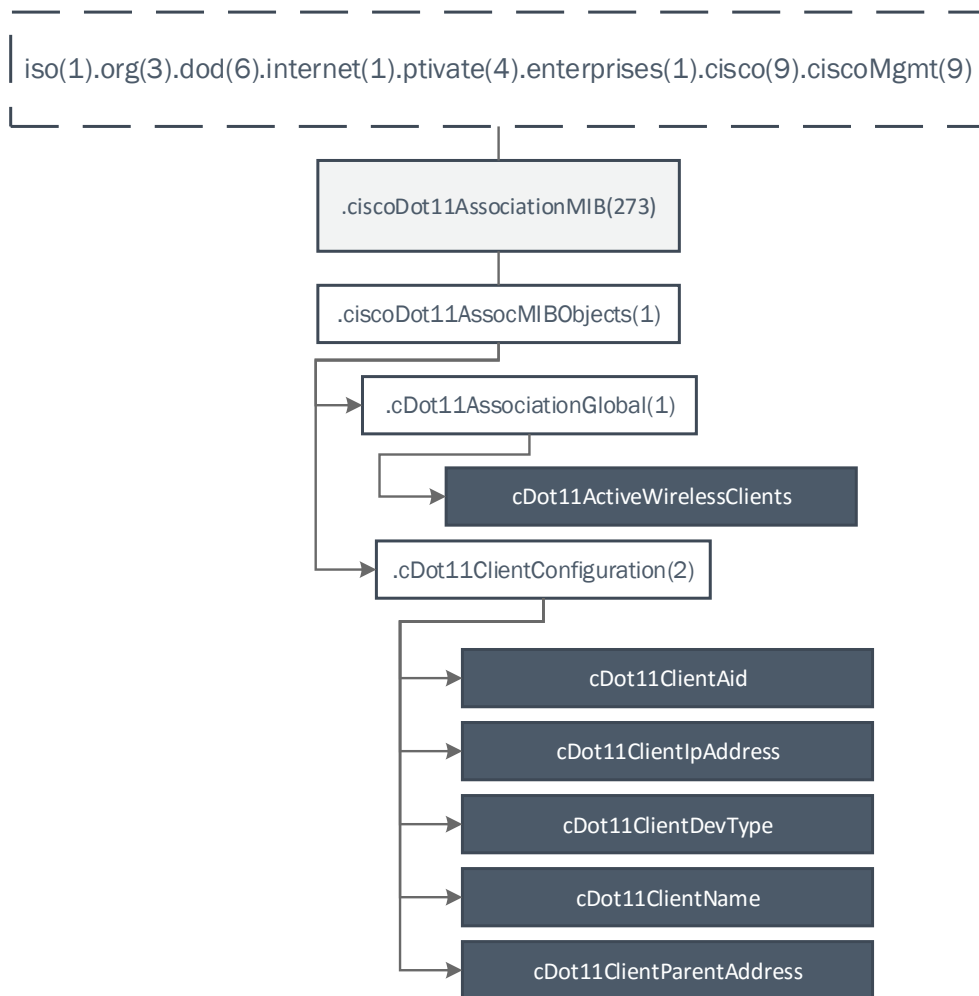 iso(1).org(3).dod(6).internet(1).ptivate(4).enterprises(1).cisco(9).ciscoMgmt(9)
.ciscoDot11AssociationMIB(273)
.ciscoDot11AssocMIBObjects(1)
.cDot11AssociationGlobal(1)
cDot11ActiveWirelessClients
.cDot11ClientConfiguration(2)
cDot11ClientAid
cDot11ClientIpAddress
cDot11ClientDevType
cDot11ClientName
cDot11ClientParentAddress